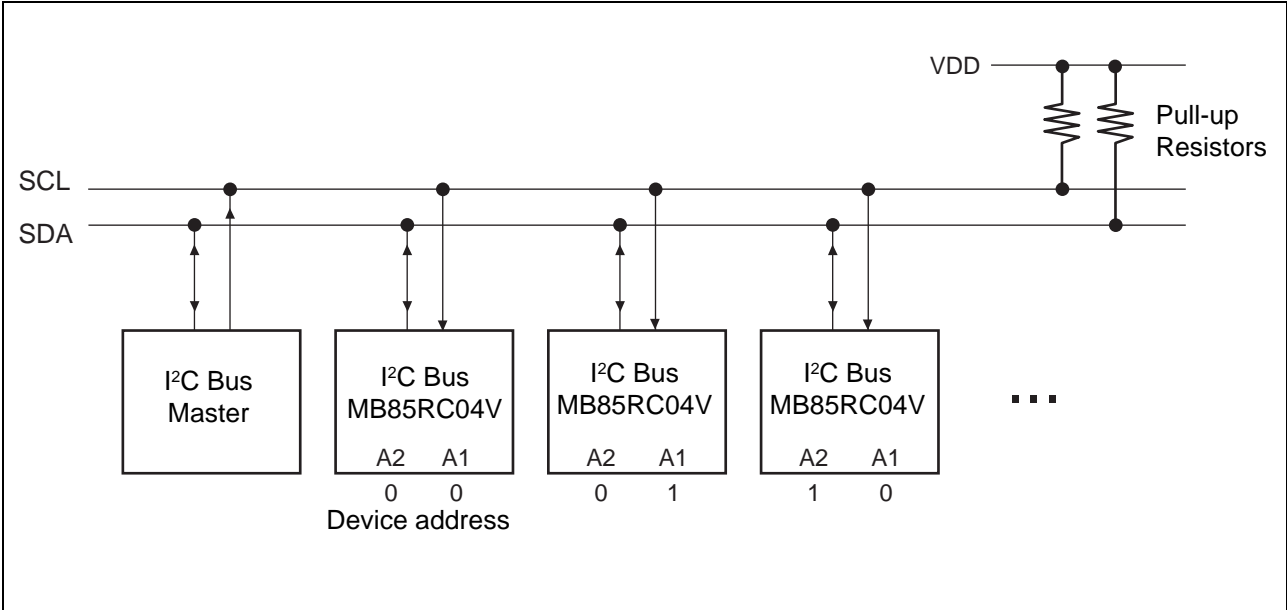 VDD
Pull-up
Resistors
SCL
SDA
I²C Bus
Master
I²C Bus
MB85RC04V
A2 A1
0 0
Device address
I²C Bus
MB85RC04V
A2 A1
0 1
I²C Bus
MB85RC04V
A2 A1
1 0
...